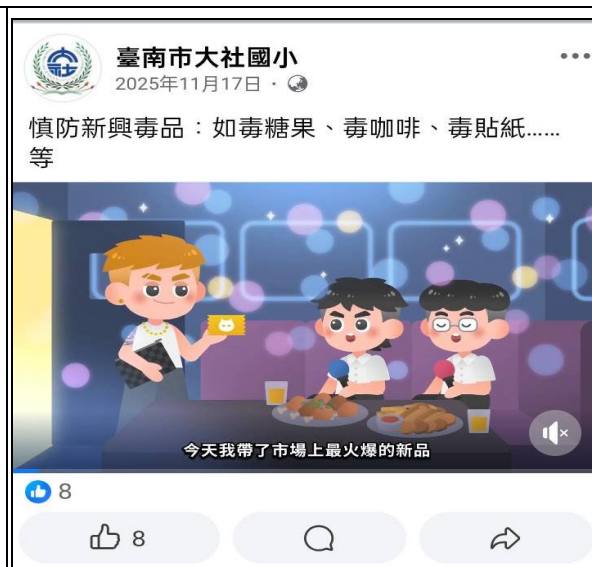 臺南市大社國小
2025年11月17日 ·
慎防新興毒品：如毒糖果、毒咖啡、毒貼紙......
等
今天我帶了市場上最火爆的新品
8
8